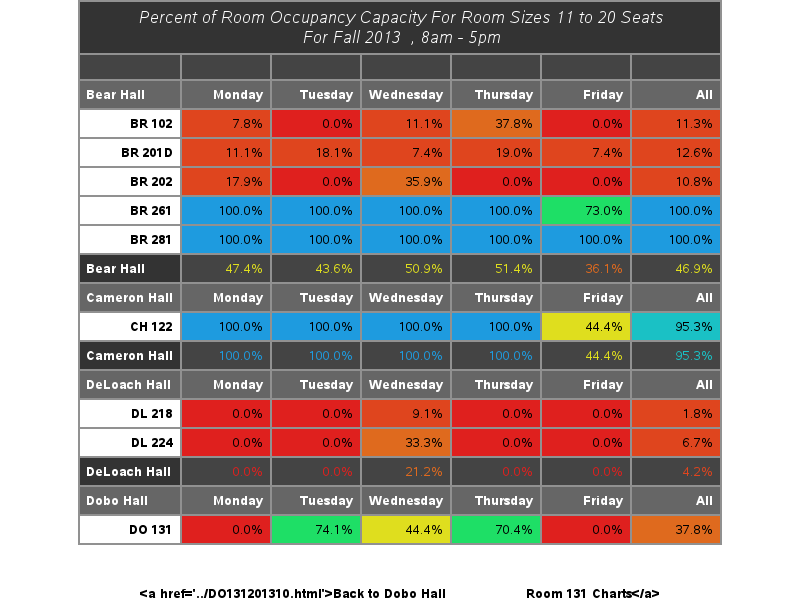 Percent of Room Occupancy Capacity For Room Sizes 11 to 20 Seats
For Fall 2013 , 8am - 5pm
Bear Hall Monday Tuesday Wednesday Thursday Friday All
BR 102 7.8% 0.0% 11.1% 37.8% 0.0% 11.3%
BR 201D 11.1% 18.1% 7.4% 19.0% 7.4% 12.6%
BR 202 17.9% 0.0% 35.9% 0.0% 0.0% 10.8%
BR 261 100.0% 100.0% 100.0% 100.0% 73.0% 100.0%
BR 281 100.0% 100.0% 100.0% 100.0% 100.0% 100.0%
Bear Hall 47.4% 43.6% 50.9% 51.4% 36.1% 46.9%
Cameron Hall Monday Tuesday Wednesday Thursday Friday All
CH 122 100.0% 100.0% 100.0% 100.0% 44.4% 95.3%
Cameron Hall 100.0% 100.0% 100.0% 100.0% 44.4% 95.3%
DeLoach Hall Monday Tuesday Wednesday Thursday Friday All
DL 218 0.0% 0.0% 9.1% 0.0% 0.0% 1.8%
DL 224 0.0% 0.0% 33.3% 0.0% 0.0% 6.7%
DeLoach Hall 0.0% 0.0% 21.2% 0.0% 0.0% 4.2%
Dobo Hall Monday Tuesday Wednesday Thursday Friday All
DO 131 0.0% 74.1% 44.4% 70.4% 0.0% 37.8%
<a href='../DO131201310.html'>Back to Dobo Hall Room 131 Charts</a>